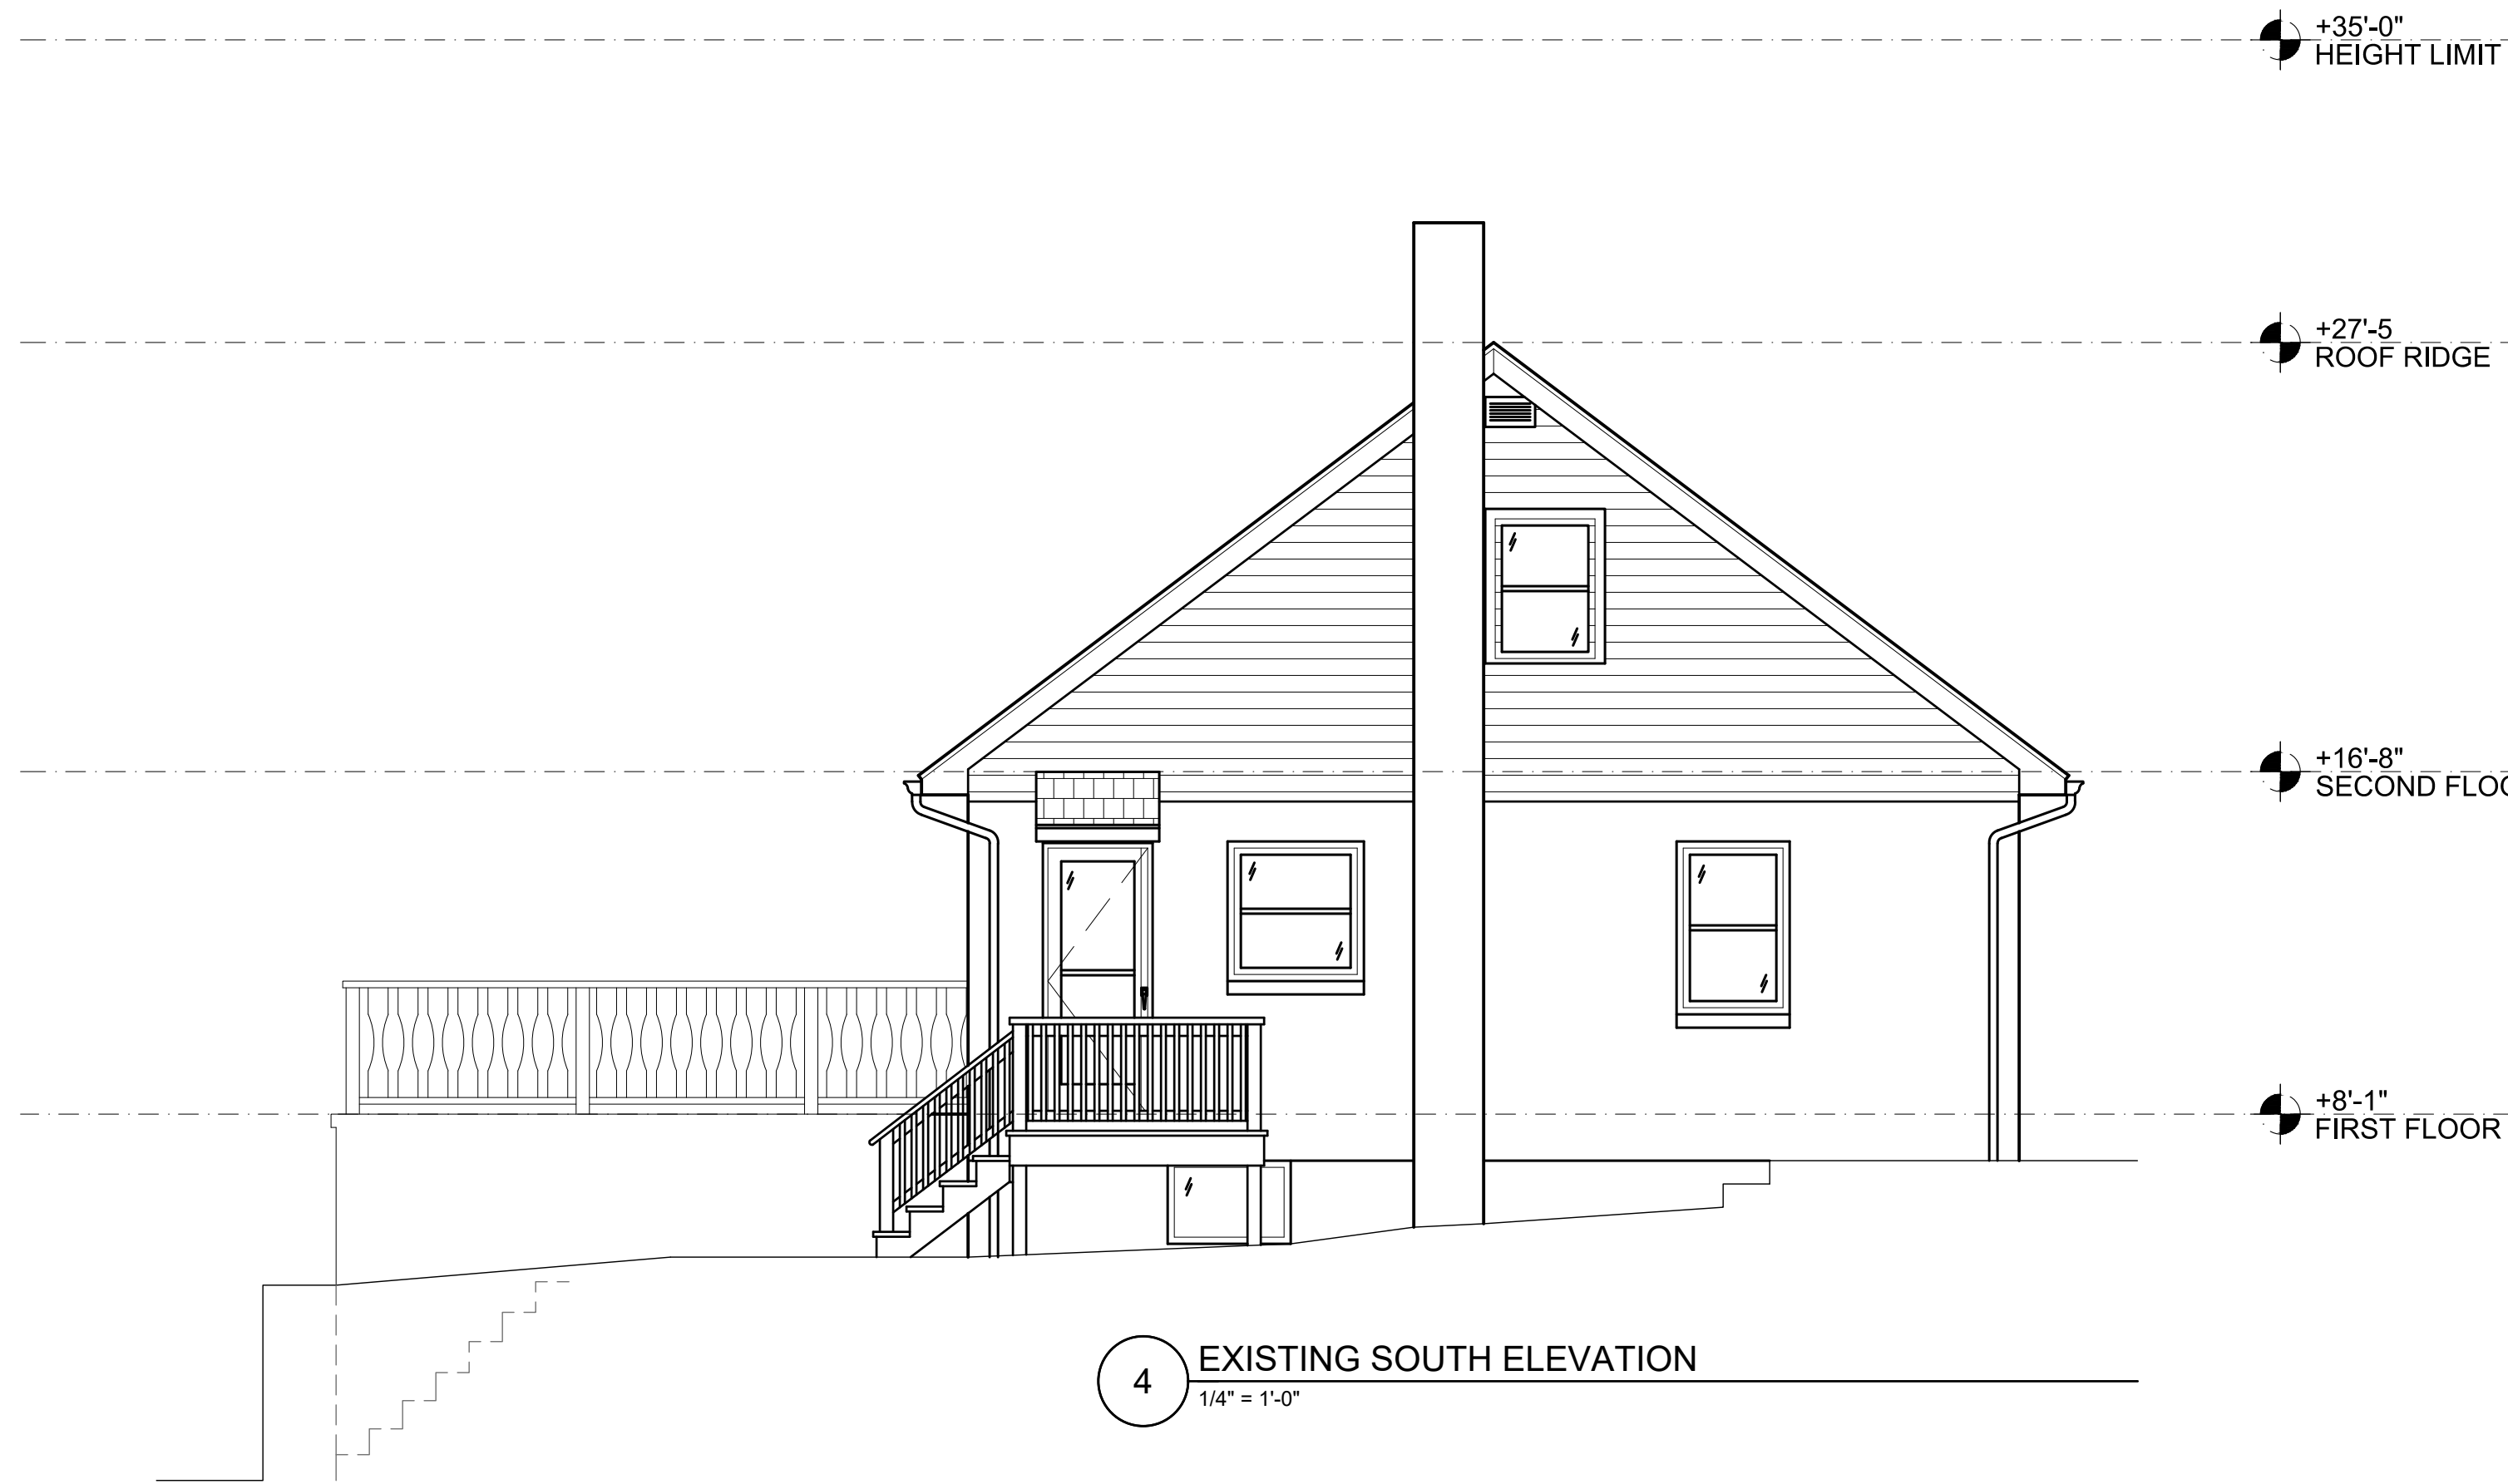 +35'-0"
HEIGHT LIMIT
+27'-5
ROOF RIDGE
+16'-8"
SECOND FLOO
+8'-1"
FIRST FLOOR
4
EXISTING SOUTH ELEVATION
1/4" = 1'-0"